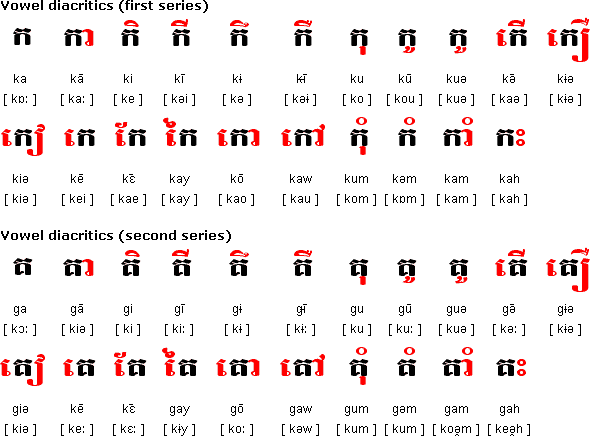 Vowel diacritics (first series)
ក កា កិ កី កឹ កឺ កុ កូ កួ កើ កឿ
ka kā ki kī kɨ kɨ̄ ku kū kuə kə̄ kɨə
[ kɒː ] [ kaː ] [ ke ] [ kəi ] [ kə ] [ kəɨ ] [ ko ] [ kou ] [ kuə ] [ kaə ] [ kɨə ]
កៀ កេ កែ កៃ កោ កៅ កុំ កំ កាំ កះ
kiə kē kɛ̄ kay kō kaw kum kəm kam kah
[ kiə ] [ kei ] [ kae ] [ kay ] [ kao ] [ kau ] [ kom ] [ kɒm ] [ kam ] [ kah ]
Vowel diacritics (second series)
គ គា គិ គី គឹ គឺ គុ គូ គួ គើ គឿ
ga gā gi gī gɨ gɨ̄ gu gū guə gə̄ gɨə
[ kɔː ] [ kiə ] [ ki ] [ kiː ] [ kɨ ] [ kɨː ] [ ku ] [ kuː ] [ kuə ] [ kəː ] [ kɨə ]
គៀ គេ គែ គៃ គោ គៅ គុំ គំ គាំ គះ
giə kē kɛ̄ gay gō gaw gum gəm gam gah
[ kiə ] [ keː ] [ kɛː ] [ kɨy ] [ koː ] [ kəw ] [ kum ] [ kum ] [ koə̯m ] [ keə̯h ]